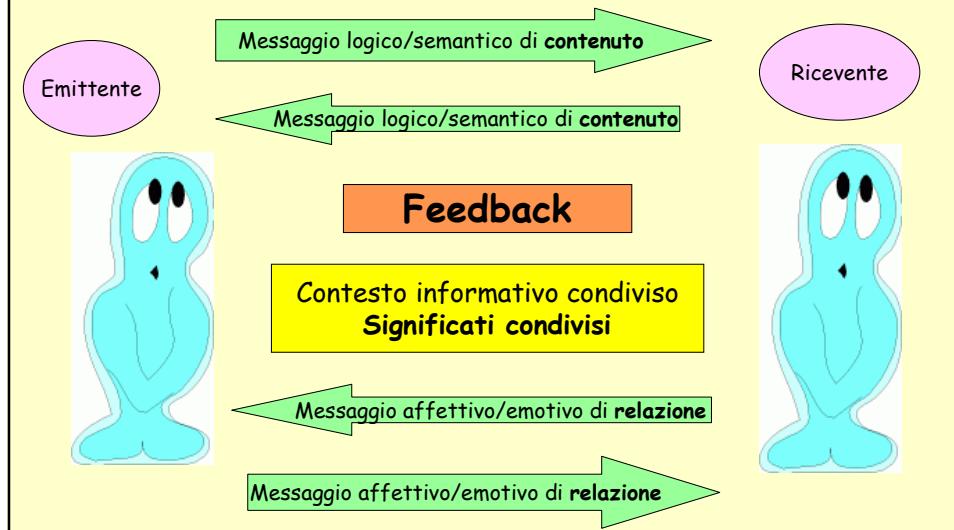 Messaggio logico/semantico di contenuto
Emittente
Ricevente
Messaggio logico/semantico di contenuto
Feedback
Contesto informativo condiviso
Significati condivisi
Messaggio affettivo/emotivo di relazione
Messaggio affettivo/emotivo di relazione